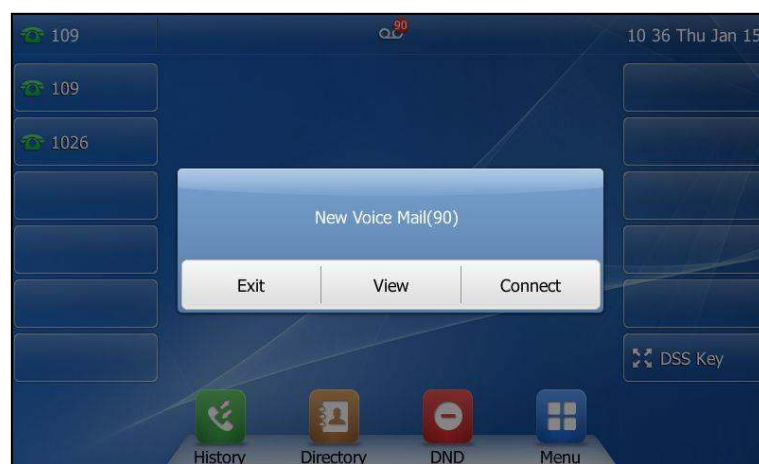 109
90
10 36 Thu Jan 15
109
1026
New Voice Mail(90)
Exit View Connect
DSS Key
History Directory DND Menu